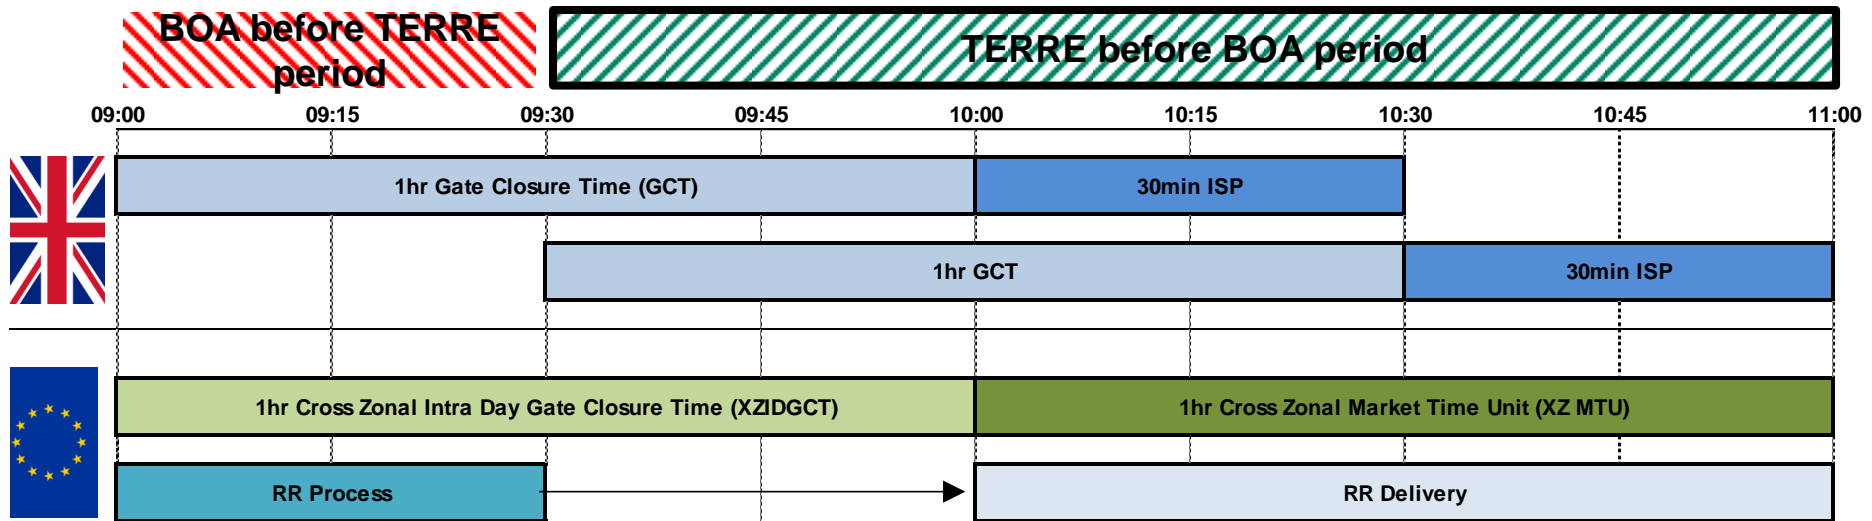 BOA before TERRE
period
TERRE before BOA period
09:00 09:15 09:30 09:45 10:00 10:15 10:30 10:45 11:00
1hr Gate Closure Time (GCT) 30min ISP
1hr GCT 30min ISP
1hr Cross Zonal Intra Day Gate Closure Time (XZIDGCT) 1hr Cross Zonal Market Time Unit (XZ MTU)
RR Process RR Delivery